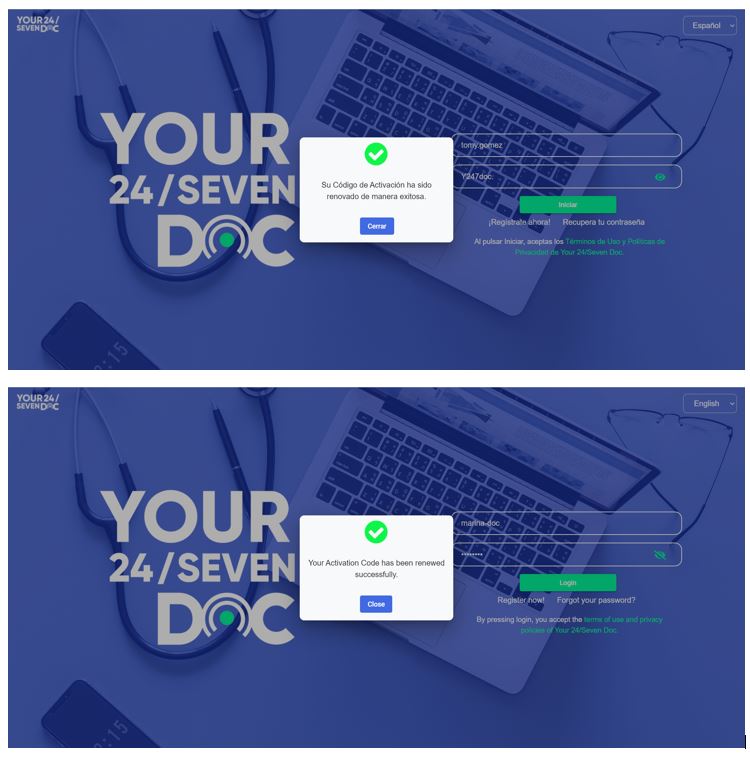 YOUR 24/
SEVEN DOC
Español
YOUR
24/SEVEN
DOC
Su Código de Activación ha sido
renovado de manera exitosa.
Cerrar
tomy.gomez
Y247doc.
Iniciar
¡Regístrate ahora! Recupera tu contraseña
Al pulsar Iniciar, aceptas los Términos de Uso y Políticas de
Privacidad de Your 24/Seven Doc.
:15
YOUR 24/
SEVEN DOC
English
YOUR
24/SEVEN
DOC
Your Activation Code has been renewed
successfully.
Close
marina-doc
••••••••
Login
Register now! Forgot your password?
By pressing login, you accept the terms of use and privacy
policies of Your 24/Seven Doc.
:15